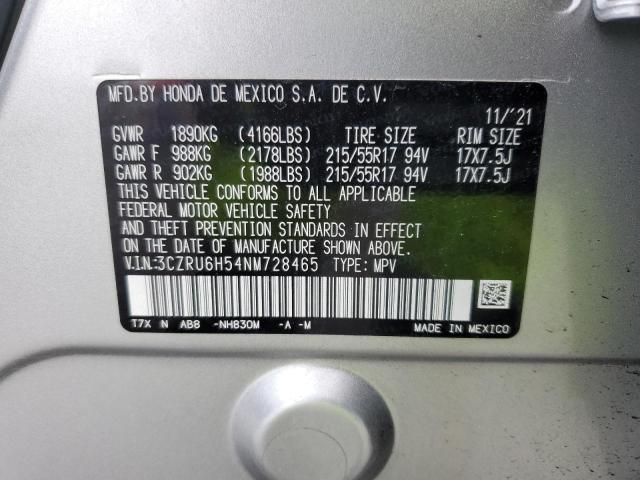 MFD. BY HONDA DE MEXICO S.A. DE C.V.
11/'21
GVWR 1890KG (4166LBS) TIRE SIZE RIM SIZE
GAWR F 988KG (2178LBS) 215/55R17 94V 17X7.5J
GAWR R 902KG (1988LBS) 215/55R17 94V 17X7.5J
THIS VEHICLE CONFORMS TO ALL APPLICABLE
FEDERAL MOTOR VEHICLE SAFETY
AND THEFT PREVENTION STANDARDS IN EFFECT
ON THE DATE OF MANUFACTURE SHOWN ABOVE.
V.I.N.:3CZRU6H54NM728465 TYPE: MPV
T7X N AB8 -NH830M -A -M MADE IN MEXICO